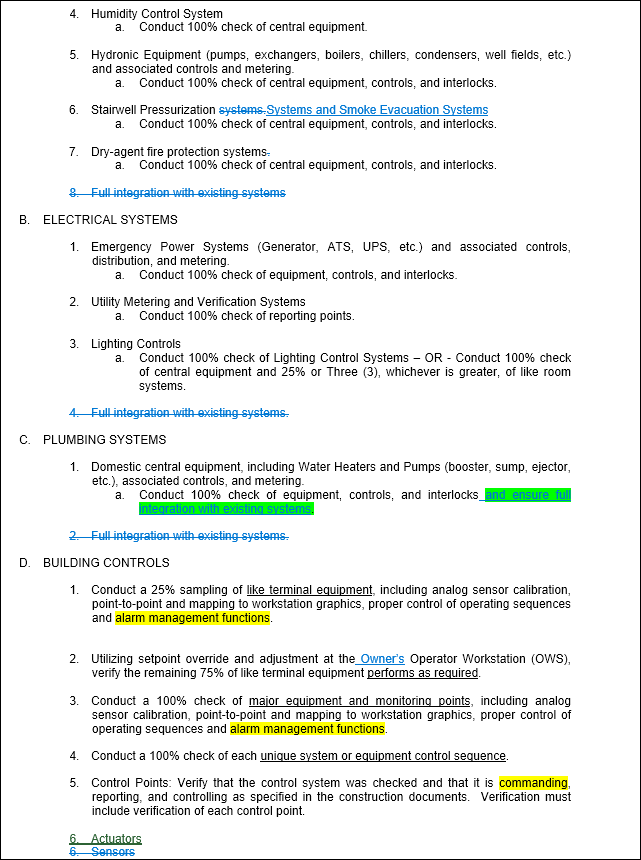 4. Humidity Control System
a. Conduct 100% check of central equipment.
5. Hydronic Equipment (pumps, exchangers, boilers, chillers, condensers, well fields, etc.)
and associated controls and metering.
a. Conduct 100% check of central equipment, controls, and interlocks.
6. Stairwell Pressurization systems.Systems and Smoke Evacuation Systems
a. Conduct 100% check of central equipment, controls, and interlocks.
7. Dry-agent fire protection systems.
a. Conduct 100% check of central equipment, controls, and interlocks.
8. Full integration with existing systems
B. ELECTRICAL SYSTEMS
1. Emergency Power Systems (Generator, ATS, UPS, etc.) and associated controls,
distribution, and metering.
a. Conduct 100% check of equipment, controls, and interlocks.
2. Utility Metering and Verification Systems
a. Conduct 100% check of reporting points.
3. Lighting Controls
a. Conduct 100% check of Lighting Control Systems – OR - Conduct 100% check
of central equipment and 25% or Three (3), whichever is greater, of like room
systems.
4. Full integration with existing systems.
C. PLUMBING SYSTEMS
1. Domestic central equipment, including Water Heaters and Pumps (booster, sump, ejector,
etc.), associated controls, and metering.
a. Conduct 100% check of equipment, controls, and interlocks and ensure full
integration with existing systems.
2. Full integration with existing systems.
D. BUILDING CONTROLS
1. Conduct a 25% sampling of like terminal equipment, including analog sensor calibration,
point-to-point and mapping to workstation graphics, proper control of operating sequences
and alarm management functions.
2. Utilizing setpoint override and adjustment at the Owner's Operator Workstation (OWS),
verify the remaining 75% of like terminal equipment performs as required.
3. Conduct a 100% check of major equipment and monitoring points, including analog
sensor calibration, point-to-point and mapping to workstation graphics, proper control of
operating sequences and alarm management functions.
4. Conduct a 100% check of each unique system or equipment control sequence.
5. Control Points: Verify that the control system was checked and that it is commanding,
reporting, and controlling as specified in the construction documents. Verification must
include verification of each control point.
6. Actuators
6. Sensors